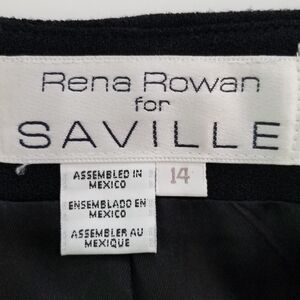 Rena Rowan
for
SAVILLE
ASSEMBLED IN
MEXICO
ENSEMBLADO EN
MEXICO
ASSEMBLER AU
MEXIQUE
14